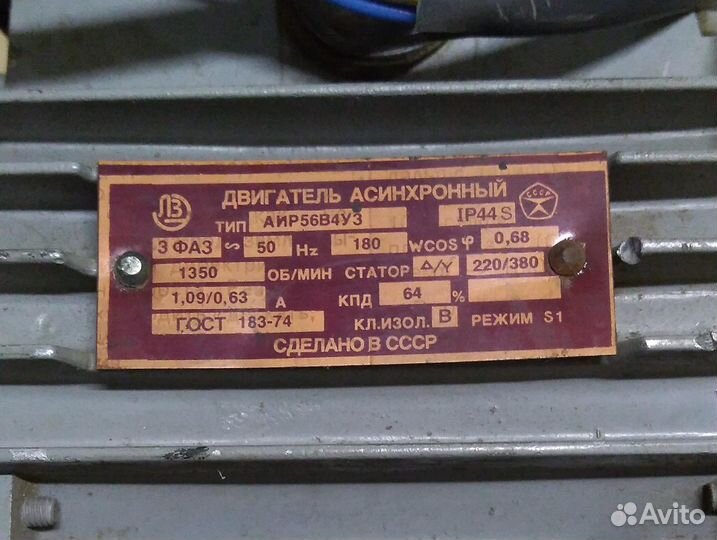 ДВИГАТЕЛЬ АСИНХРОННЫЙ
СССР
ЛЗ
ТИП АИР56В4У3 IP44S
3 ФАЗ ∽ 50 Hz 180 W COS φ 0,68
1350 ОБ/МИН СТАТОР Δ/Y 220/380
1,09/0,63 А КПД 64 %
ГОСТ 183-74 КЛ.ИЗОЛ. В РЕЖИМ S1
СДЕЛАНО В СССР
Avito